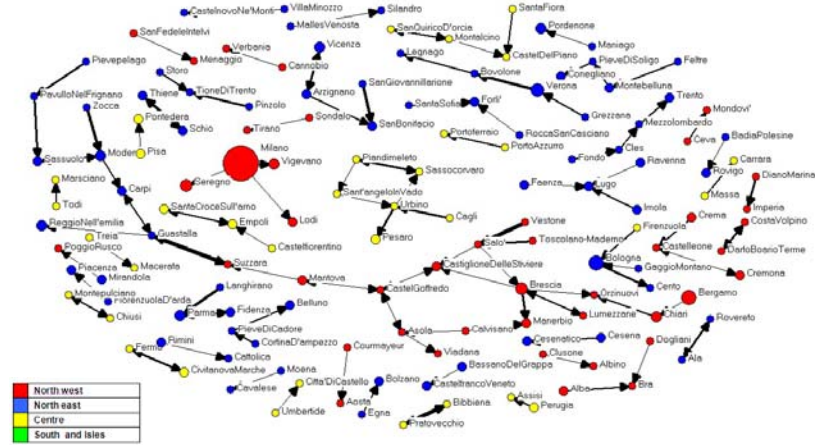 CastelnovoNe'Monti
VillaMinozzo
Silandro
SantaFiora
SanFedeleIntelvi
MallesVenosta
SanQuiricoD'orcia
Pordenone
Verbania
Vicenza
Montalcino
Maniago
Pievepelago
Menaggio
Legnago
CastelDelPiano
PieveDiSoligo
Feltre
Storo
Cannobio
Bovolone
Conegliano
PavulloNelFrignano
Thiene
TioneDiTrento
Arzignano
SanGiovanniIlarione
Verona
Montebelluna
Trento
Zocca
Pontedera
Pinzolo
SantaSofia
Forli'
Grezzana
Mezzolombardo
Mondovi'
Schio
Sondalo
SanBonifacio
RoccaSanCasciano
Tirano
Portoferraio
Cles
Ceva
BadiaPolesine
Sassuolo
Modena
Pisa
Milano
Piandimeleto
PortoAzzurro
Fondo
Ravenna
Carrara
Vigevano
Sassocorvaro
Rovigo
Marsciano
Carpi
Seregno
Faenza
Lugo
DianoMarina
Todi
Sant'angeloInVado
Massa
SantaCroceSull'arno
Urbino
Imola
Imperia
ReggioNell'emilia
Empoli
Lodi
Cagli
Vestone
Firenzuola
Crema
CostaVolpino
Treia
Guastalla
Pesaro
Salo'
Toscolano-Maderno
PoggioRusco
Castelfiorentino
Castelleone
DarfoBoarioTerme
Macerata
Suzzara
CastiglioneDelleStiviere
Bologna
GaggioMontano
Cremona
Piacenza
Mirandola
Mantova
CastelGoffredo
Brescia
Orzinuovi
Cento
Bergamo
Montepulciano
FiorenzuolaD'arda
Langhirano
Belluno
Lumezzane
Chiari
Chiusi
Parma
Fidenza
Manerbio
Rovereto
PieveDiCadore
Asola
Calvisano
Cesenatico
Cesena
Dogliani
Fermo
Rimini
CortinaD'ampezzo
Courmayeur
Viadana
Clusone
Ala
CivitanovaMarche
Cattolica
BassanoDelGrappa
Albino
Moena
Citta'DiCastello
Bolzano
CastelfrancoVeneto
Alba
Bra
Cavalese
Aosta
Assisi
Umbertide
Egna
Bibbiena
Perugia
Pratovecchio
North west
North east
Centre
South and Isles